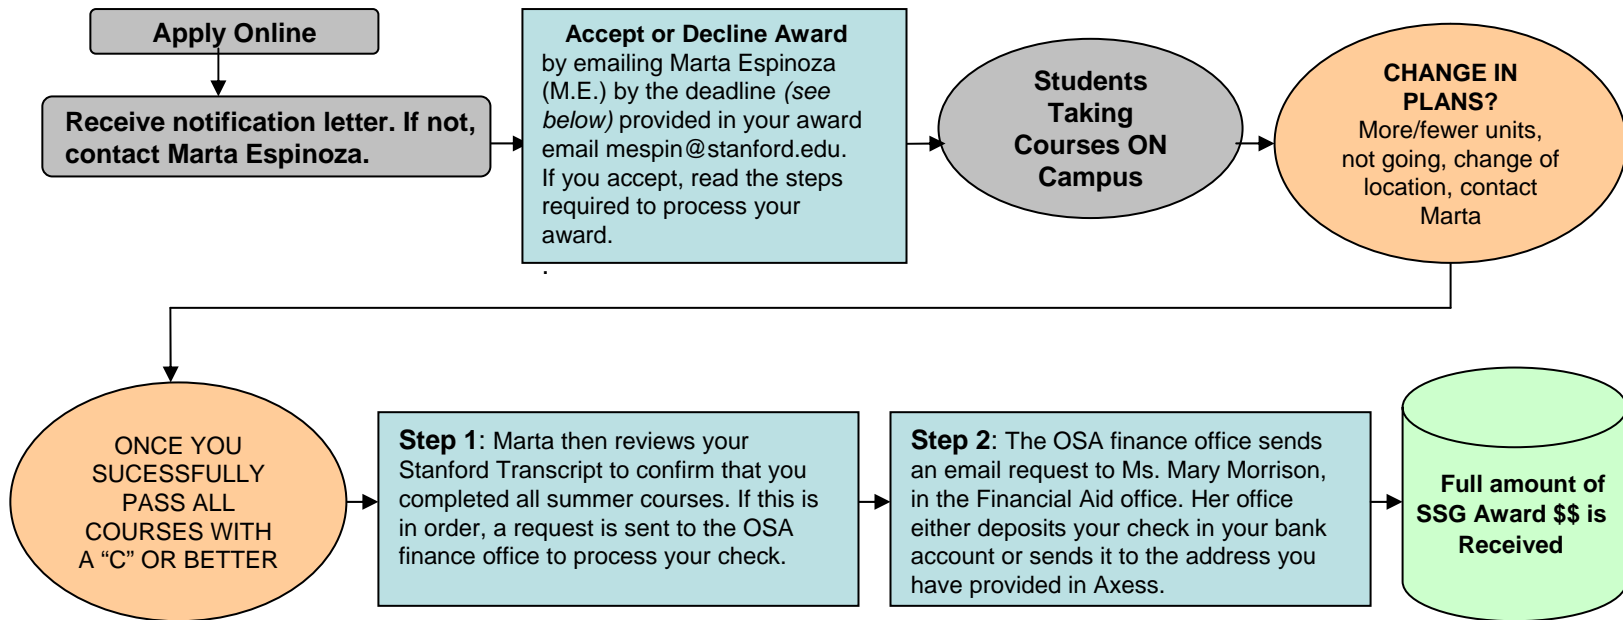 Apply Online
Receive notification letter. If not,
contact Marta Espinoza.
Accept or Decline Award
by emailing Marta Espinoza
(M.E.) by the deadline (see
below) provided in your award
email mespin@stanford.edu.
If you accept, read the steps
required to process your
award.
.
Students
Taking
Courses ON
Campus
CHANGE IN
PLANS?
More/fewer units,
not going, change of
location, contact
Marta
ONCE YOU
SUCESSFULLY
PASS ALL
COURSES WITH
A “C” OR BETTER
Step 1: Marta then reviews your
Stanford Transcript to confirm that you
completed all summer courses. If this is
in order, a request is sent to the OSA
finance office to process your check.
Step 2: The OSA finance office sends
an email request to Ms. Mary Morrison,
in the Financial Aid office. Her office
either deposits your check in your bank
account or sends it to the address you
have provided in Axess.
Full amount of
SSG Award $$ is
Received